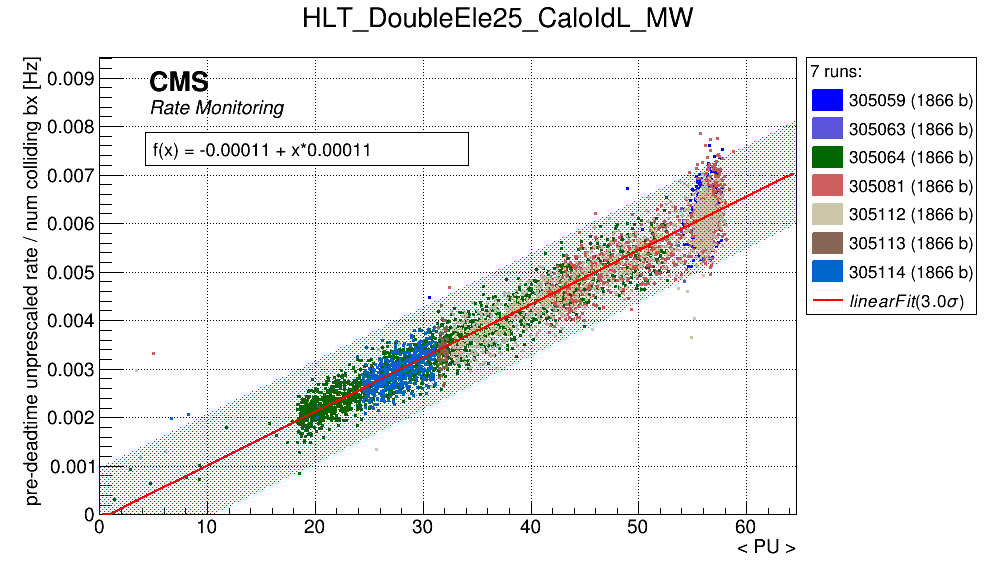 HLT_DoubleEle25_CaloIdL_MW
pre-deadtime unprescaled rate / num colliding bx [Hz]
0.009
0.008
0.007
0.006
0.005
0.004
0.003
0.002
0.001
0
CMS
Rate Monitoring
f(x) = -0.00011 + x*0.00011
0 10 20 30 40 50 60
< PU >
7 runs:
305059 (1866 b)
305063 (1866 b)
305064 (1866 b)
305081 (1866 b)
305112 (1866 b)
305113 (1866 b)
305114 (1866 b)
linearFit(3.0σ)